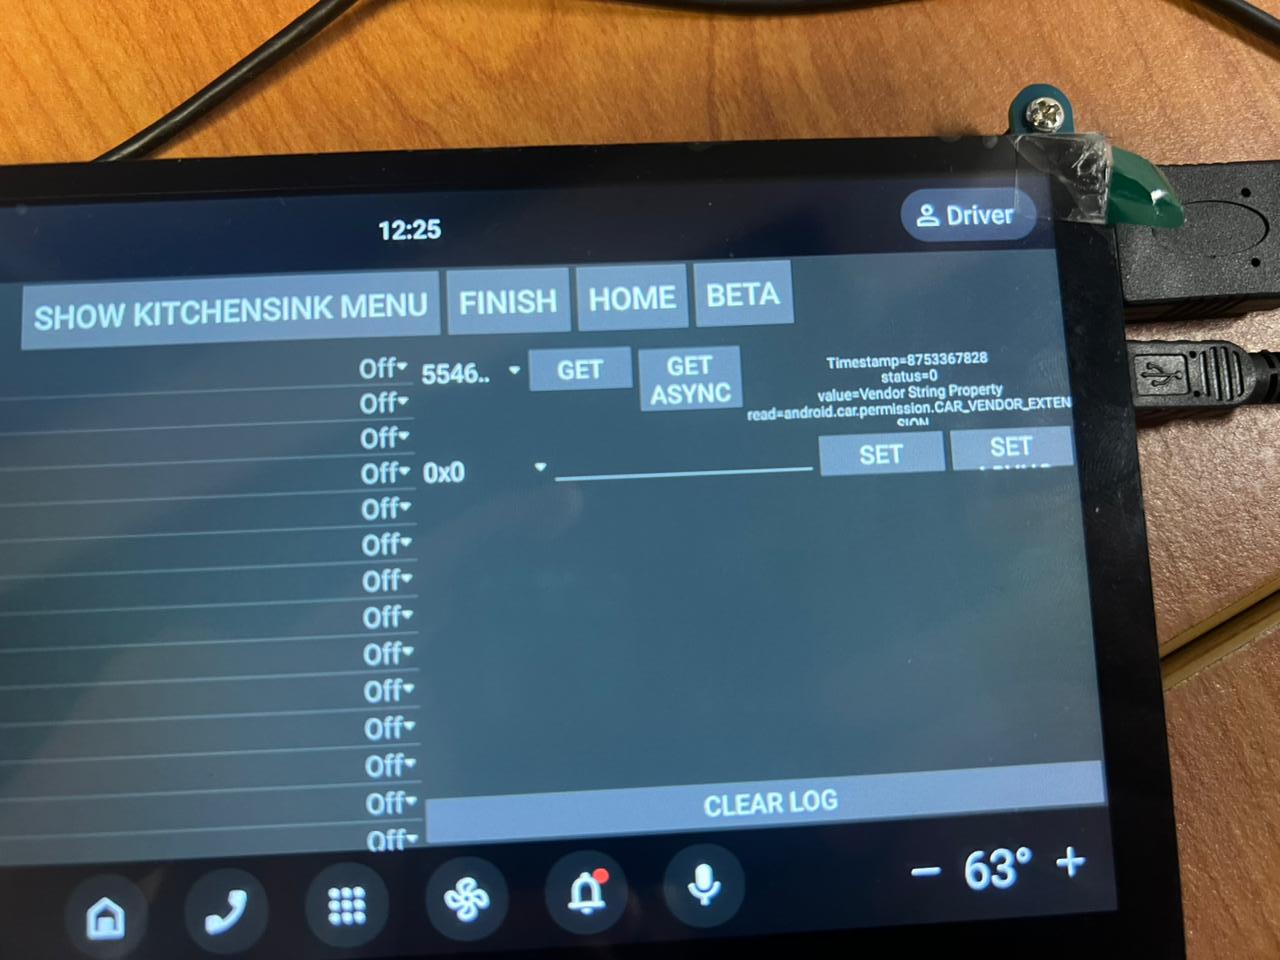 12:25
Driver
SHOW KITCHENSINK MENU
FINISH
HOME
BETA
Off
5546..
GET
GET
ASYNC
Timestamp=8753367828
status=0
value=Vendor String Property
read=android.car.permission.CAR_VENDOR_EXTEN
SION
Off
Off
Off
0x0
SET
SET
Off
Off
Off
Off
Off
Off
Off
Off
Off
Off
CLEAR LOG
63°